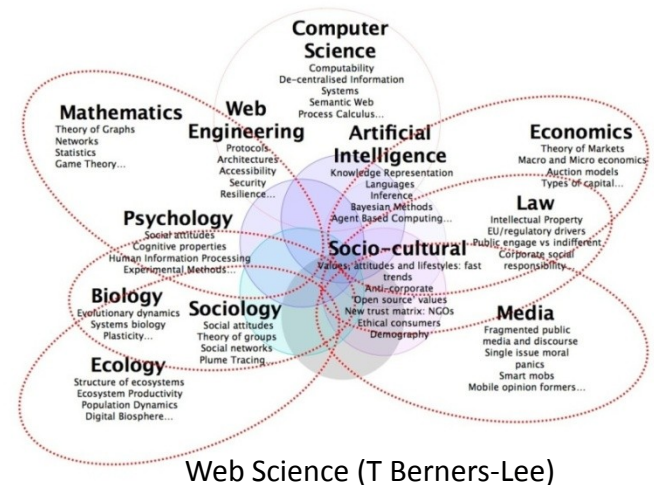 Computer
Science
Computability
De-centralised Information
Systems
Semantic Web
Process Calculus...
Mathematics
Theory of Graphs
Networks
Statistics
Game Theory...
Web
Engineering
Protocols
Architectures
Accessibility
Security
Resilience...
Artificial
Intelligence
Knowledge Representation
Languages
Inference
Bayesian Methods
Agent Based Computing...
Economics
Theory of Markets
Macro and Micro economics
Auction models
Types of capital...
Law
Intellectual Property
EU/regulatory drivers
Public engage vs indifferent
Corporate social
responsibility
Psychology
Social attitudes
Cognitive properties
Human Information Processing
Experimental Methods...
Socio-cultural
Values, attitudes and lifestyles: fast
trends
Anti-corporate
'Open source' values
New trust matrix: NGOs
Ethical consumers
Demography
Biology
Evolutionary dynamics
Systems biology
Plasticity...
Sociology
Social attitudes
Theory of groups
Social networks
Plume Tracing
Media
Fragmented public
media and discourse
Single issue moral
panics
Smart mobs
Mobile opinion formers...
Ecology
Structure of ecosystems
Ecosystem Productivity
Population Dynamics
Digital Biosphere...
Web Science (T Berners-Lee)